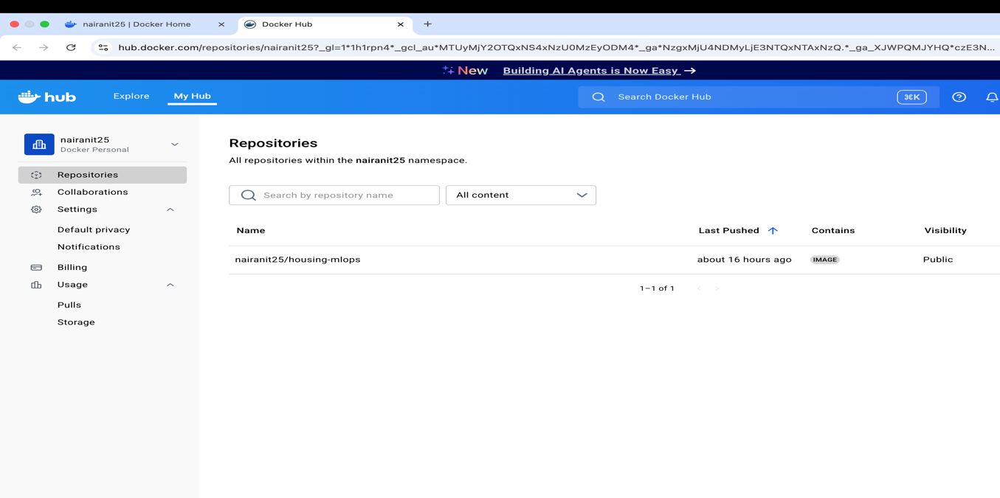 nairanit25 | Docker Home
Docker Hub
hub.docker.com/repositories/nairanit25?_gl=1*1h1rpn4*_gcl_au*MTUyMjY2OTQxNS4xNzU0MzEyODM4*_ga*NzgxMjU4NDMyLjE3NTQxNTAxNzQ.*_ga_XJWPQMJYHQ*czE3N...
New Building AI Agents is Now Easy →
hub
Explore
My Hub
Search Docker Hub
⌘K
nairanit25
Docker Personal
Repositories
Collaborations
Settings
Default privacy
Notifications
Billing
Usage
Pulls
Storage
Repositories
All repositories within the nairanit25 namespace.
Search by repository name
All content
Name Last Pushed Contains Visibility
nairanit25/housing-mlops about 16 hours ago IMAGE Public
1–1 of 1